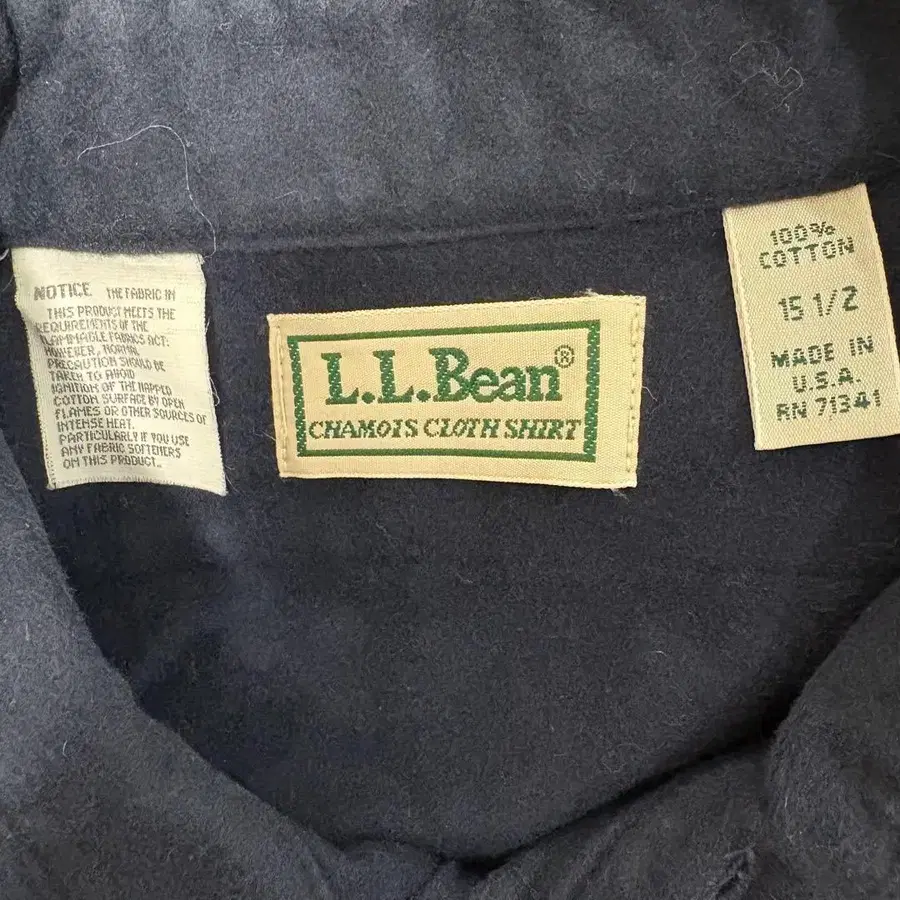 NOTICE THE FABRIC IN
THIS PRODUCT MEETS THE
REQUIREMENTS OF THE
FLAMMABLE FABRICS ACT:
HOWEVER, NORMAL
PRECAUTION SHOULD BE
TAKEN TO AVOID
IGNITION OF THE NAPPED
COTTON SURFACE BY OPEN
FLAMES OR OTHER SOURCES OF
INTENSE HEAT.
PARTICULARLY IF YOU USE
ANY FABRIC SOFTENERS
ON THIS PRODUCT.
L.L.Bean®
CHAMOIS CLOTH SHIRT
100%
COTTON
15 1/2
MADE IN
U.S.A.
RN 71341